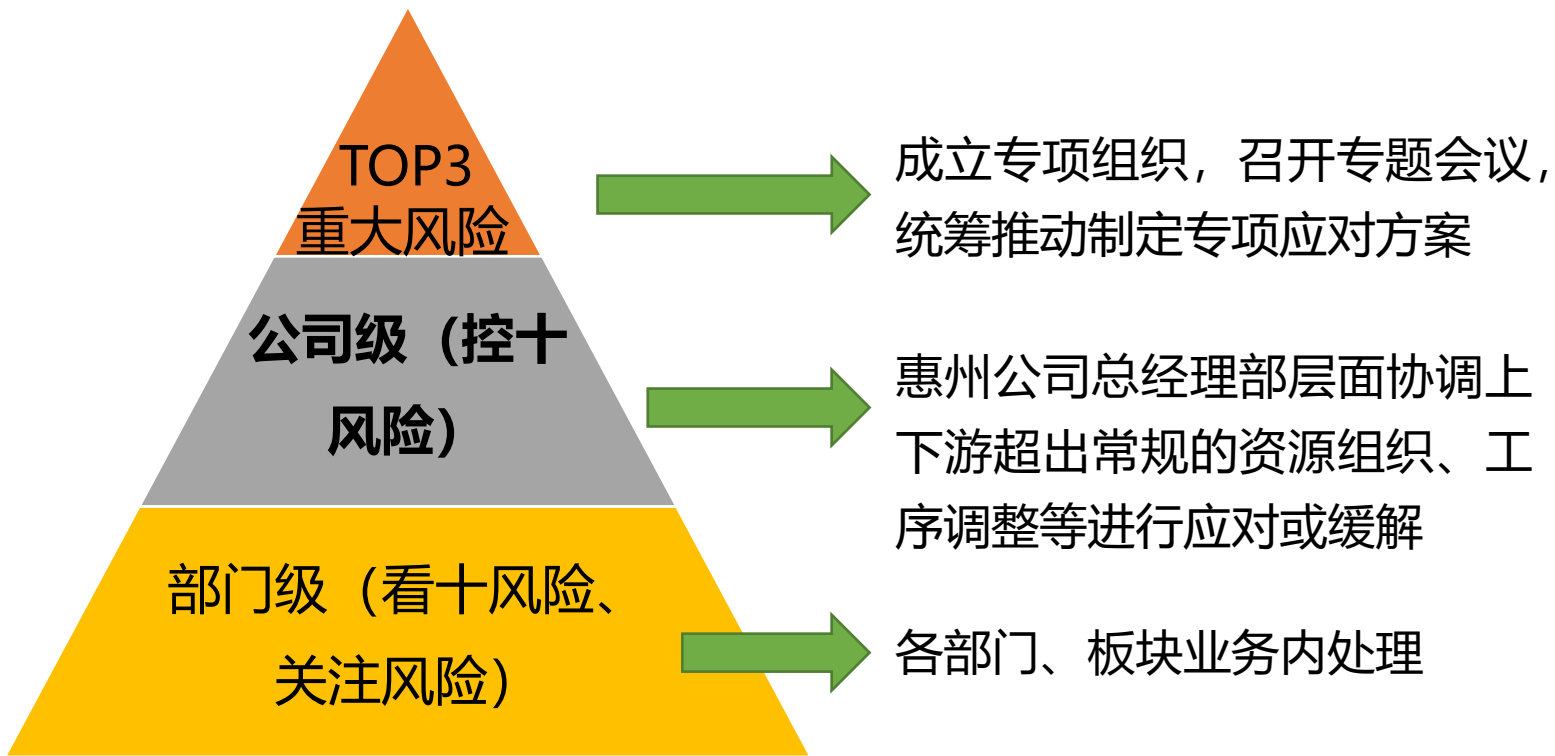 TOP3
重大风险
成立专项组织，召开专题会议，
统筹推动制定专项应对方案
公司级（控十
风险）
惠州公司总经理部层面协调上
下游超出常规的资源组织、工
序调整等进行应对或缓解
部门级（看十风险、
关注风险）
各部门、板块业务内处理